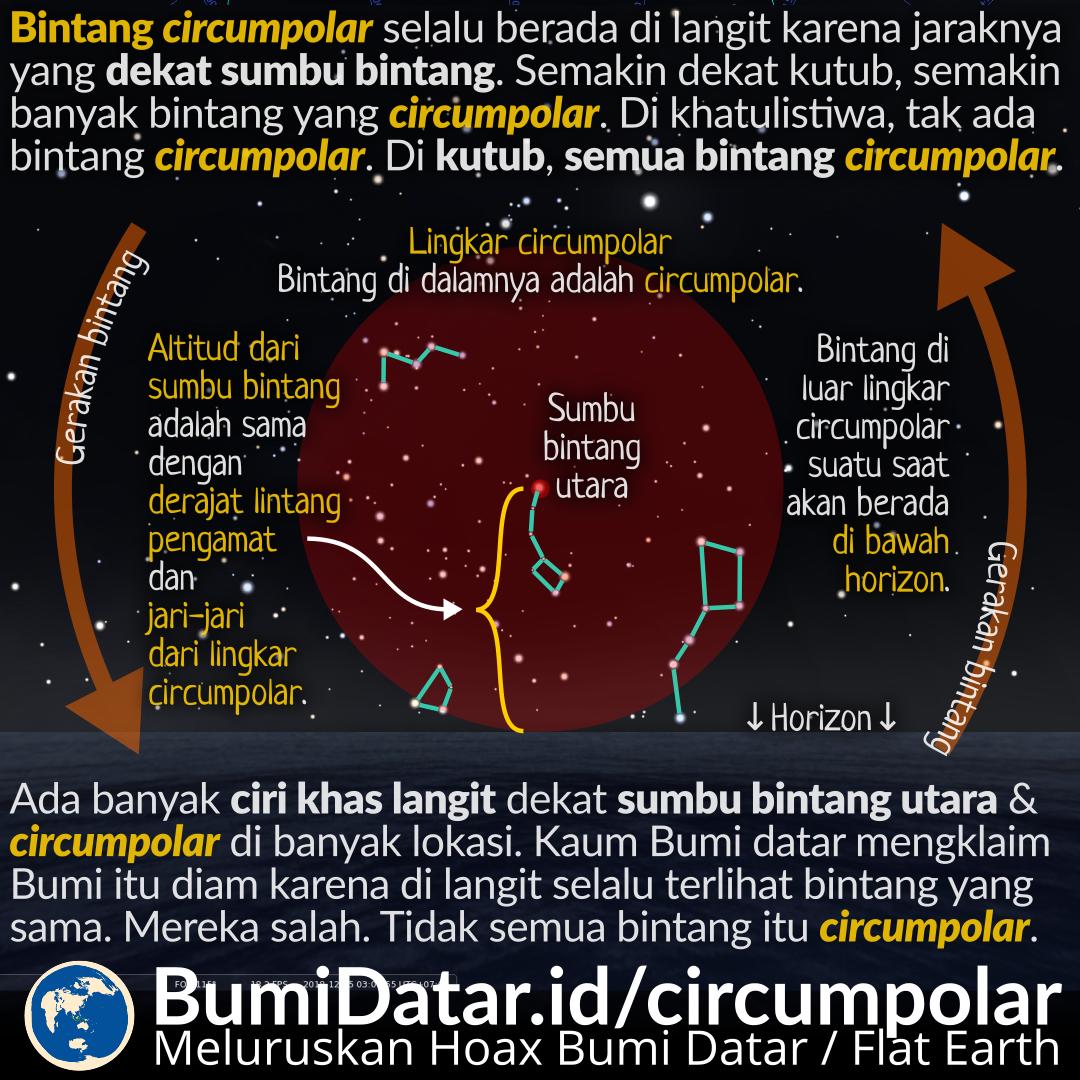 Bintang circumpolar selalu berada di langit karena jaraknya
yang dekat sumbu bintang. Semakin dekat kutub, semakin
banyak bintang yang circumpolar. Di khatulistiwa, tak ada
bintang circumpolar. Di kutub, semua bintang circumpolar.
Lingkar circumpolar
Bintang di dalamnya adalah circumpolar.
Gerakan bintang
Altitud dari
sumbu bintang
adalah sama
dengan
derajat lintang
pengamat
dan
jari-jari
dari lingkar
circumpolar.
Sumbu
bintang
utara
Bintang di
luar lingkar
circumpolar
suatu saat
akan berada
di bawah
horizon.
Gerakan bintang
↓Horizon↓
Ada banyak ciri khas langit dekat sumbu bintang utara &
circumpolar di banyak lokasi. Kaum Bumi datar mengklaim
Bumi itu diam karena di langit selalu terlihat bintang yang
sama. Mereka salah. Tidak semua bintang itu circumpolar.
BumiDatar.id/circumpolar
Meluruskan Hoax Bumi Datar / Flat Earth